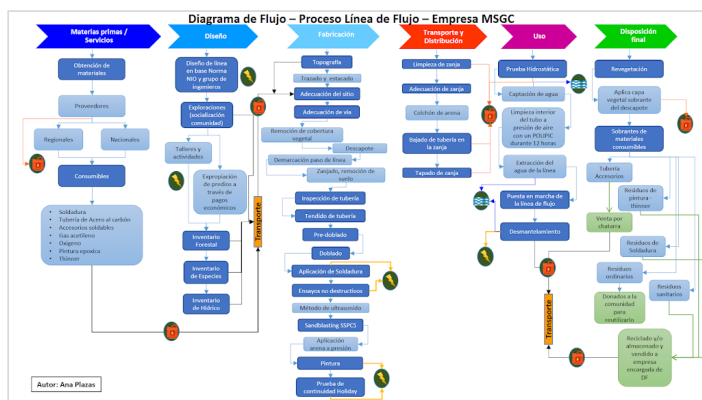 Diagrama de Flujo – Proceso Línea de Flujo – Empresa MSGC
Materias primas /
Servicios
Obtención de
materiales
Proveedores
Regionales
Nacionales
Consumibles
• Soldadura
• Tubería de Acero al carbón
• Accesorios soldables
• Gas acetileno
• Oxigeno
• Pintura epoxica
• Thinner
Autor: Ana Plazas
Diseño
Diseño de línea
en base Norma
NIO y grupo de
ingenieros
Exploraciones
(socialización
comunidad)
Talleres y
actividades
Expropiación de
predios a través
de pagos
económicos
Inventario
Forestal
Inventario
de Especies
Inventario
de Hídrico
Transporte
Fabricación
Topografía
Trazado y estacado
Adecuación del sitio
Adecuación de vía
Remoción de cobertura
vegetal
Descapote
Demarcación paso de línea
Zanjado, remoción de
suelo
Inspección de tubería
Tendido de tubería
Pre-doblado
Doblado
Aplicación de Soldadura
Ensayos no destructivos
Método de ultrasonido
Sandblasting SSPC5
Aplicación
arena a presión
Pintura
Prueba de
continuidad Holiday
Transporte y
Distribución
Limpieza de zanja
Adecuación de zanja
Colchón de arena
Bajado de tubería en
la zanja
Tapado de zanja
Uso
Prueba Hidrostática
Captación de agua
Limpieza interior
del tubo a
presión de aire
con un POLIPIC
durante 12 horas
Extracción del
agua de la línea
Puesta en marcha de
la línea de flujo
Desmantelamiento
Transporte
Disposición
final
Revegetación
Aplica capa
vegetal sobrante
del descapote
Sobrantes de
materiales
consumibles
Tubería
Accesorios
Residuos de
pintura -
thinner
Venta por
chatarra
Residuos de
Soldadura
Residuos
ordinarios
Residuos
sanitarios
Donados a la
comunidad
para
reutilizarlo
Reciclado y/o
almacenado y
vendido a
empresa
encargada de
DF